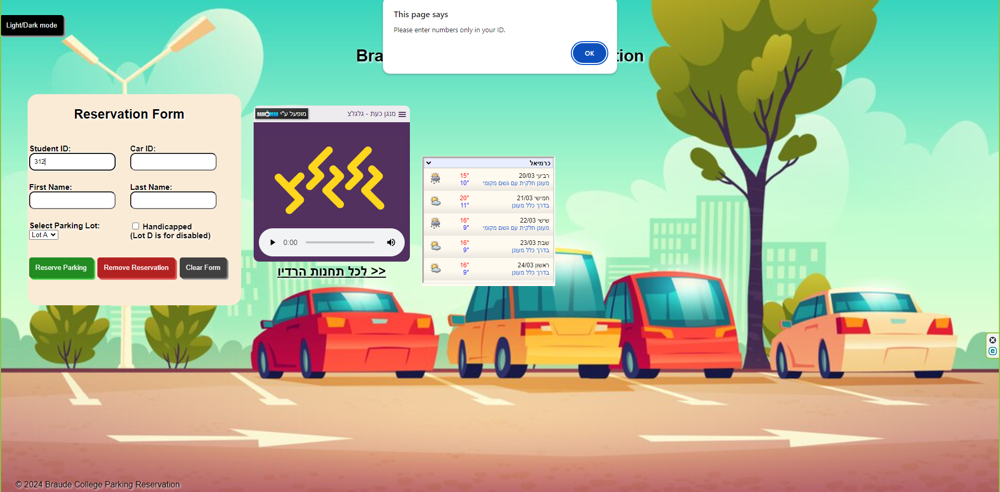 This page says
Please enter numbers only in your ID.
OK
Light/Dark mode
Reservation Form
Student ID:
Car ID:
312
First Name:
Last Name:
Select Parking Lot:
Lot A
Handicapped
(Lot D is for disabled)
Reserve Parking
Remove Reservation
Clear Form
מנגן כעת - גלגלצ
מופעל ע"י RADIOHEAD
גלגלצ
0:00
לכל תחנות הרדיו >>
כרמיאל
רביעי 20/03
15°
מעונן חלקית עם גשם מקומי
10°
חמישי 21/03
20°
בדרך כלל מעונן
11°
שישי 22/03
16°
מעונן חלקית עם גשם מקומי
9°
שבת 23/03
16°
בדרך כלל מעונן
9°
ראשון 24/03
16°
בדרך כלל מעונן
9°
© 2024 Braude College Parking Reservation